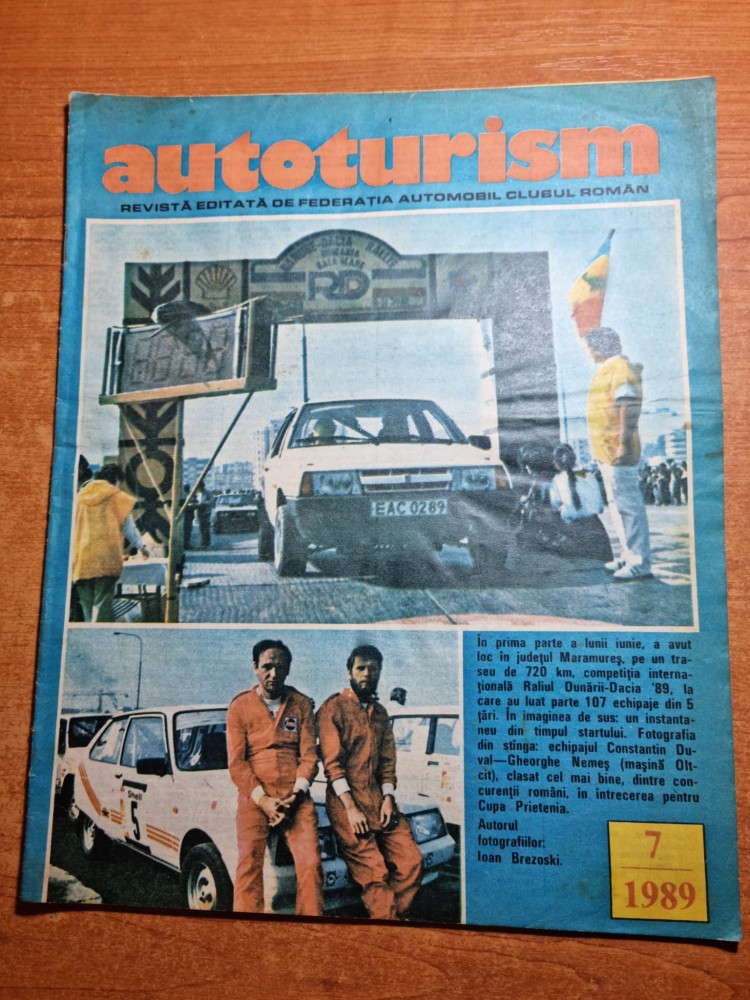 autoturism
REVISTĂ EDITATĂ DE FEDERAȚIA AUTOMOBIL CLUBUL ROMÂN
DACIA
RD
EAC 0289
Shell
5
În prima parte a lunii iunie, a avut
loc în județul Maramureș, pe un tra-
seu de 720 km, competiția interna-
țională Raliul Dunării-Dacia '89, la
care au luat parte 107 echipaje din 5
țări. În imaginea de sus: un instanta-
neu din timpul startului. Fotografia
din stînga: echipajul Constantin Du-
val—Gheorghe Nemeș (mașină Olt-
cit), clasat cel mai bine, dintre con-
curenții români, în întrecerea pentru
Cupa Prietenia.
Autorul
fotografiilor:
Ioan Brezoski.
7
1989